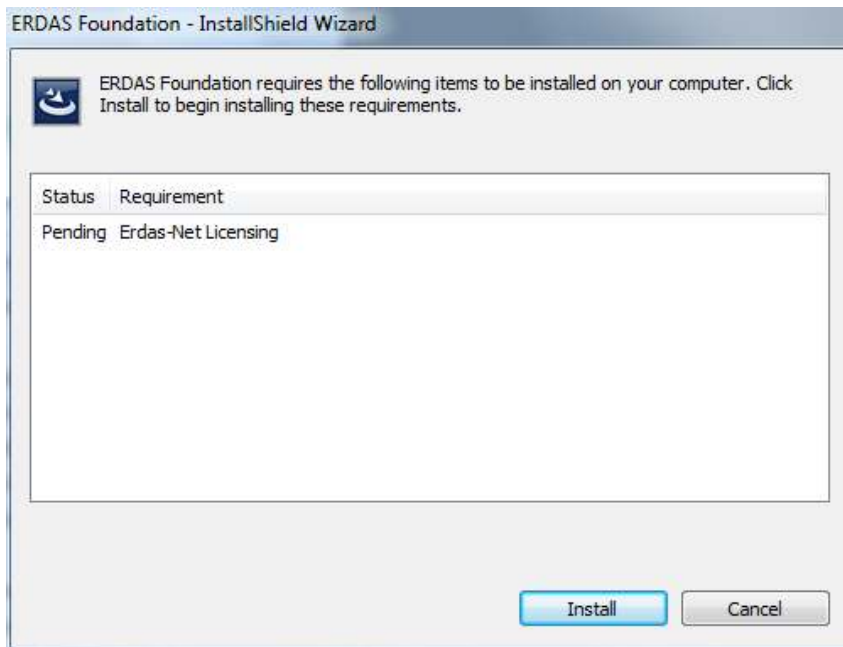 ERDAS Foundation - InstallShield Wizard
ERDAS Foundation requires the following items to be installed on your computer. Click
Install to begin installing these requirements.
Status Requirement
Pending Erdas-Net Licensing
Install Cancel